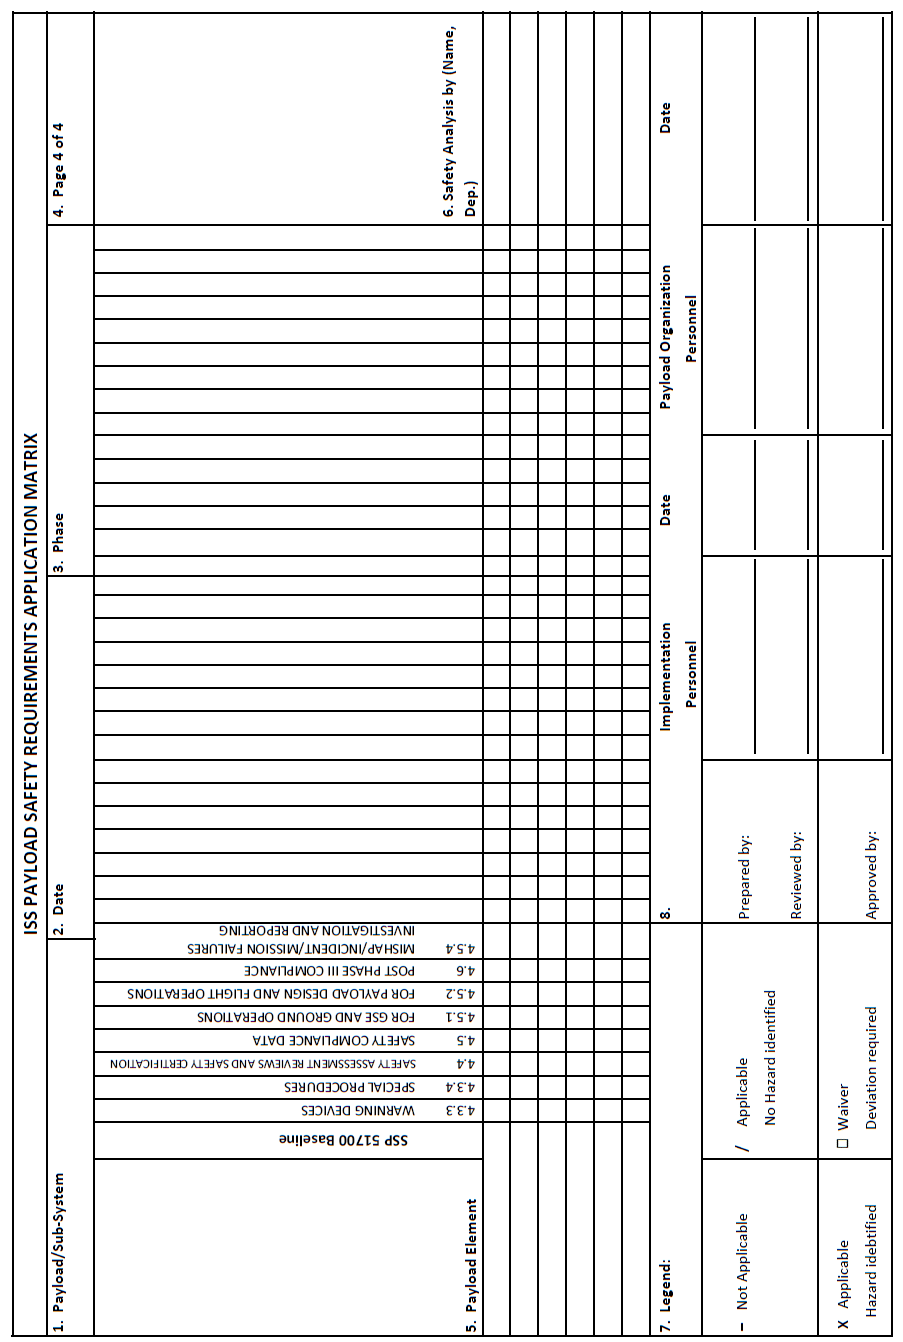 ISS PAYLOAD SAFETY REQUIREMENTS APPLICATION MATRIX
1. Payload/Sub-System
2. Date
3. Phase
4. Page 4 of 4
SSP 51700 Baseline
4.3.3 WARNING DEVICES
4.3.4 SPECIAL PROCEDURES
4.4 SAFETY ASSESSMENT REVIEWS AND SAFETY CERTIFICATION
4.5 SAFETY COMPLIANCE DATA
4.5.1 FOR GSE AND GROUND OPERATIONS
4.5.2 FOR PAYLOAD DESIGN AND FLIGHT OPERATIONS
4.6 POST PHASE III COMPLIANCE
4.5.4 MISHAP/INCIDENT/MISSION FAILURES
INVESTIGATION AND REPORTING
5. Payload Element
6. Safety Analysis by (Name,
Dep.)
7. Legend:
8.
Implementation
Personnel
Date
Payload Organization
Personnel
Date
– Not Applicable
/ Applicable
No Hazard identified
Prepared by:
Reviewed by:
X Applicable
Hazard idebtified
□ Waiver
Deviation required
Approved by: